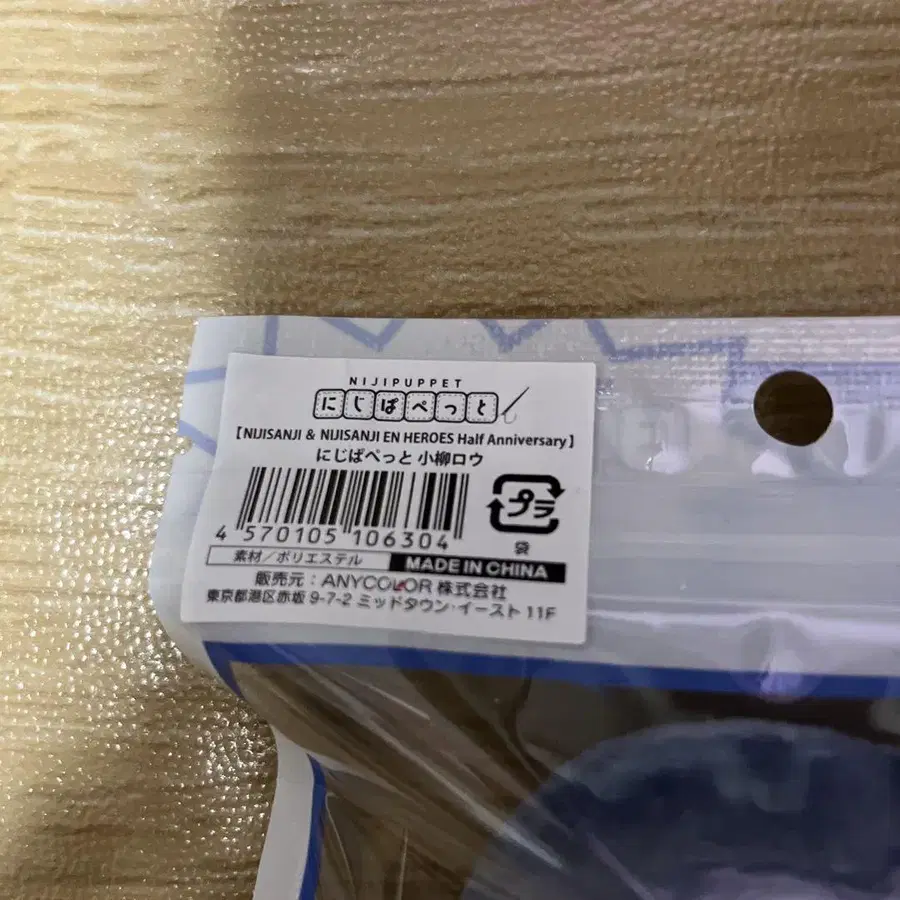 NIJIPUPPET
にじぱぺっと
【NIJISANJI & NIJISANJI EN HEROES Half Anniversary】
にじぱぺっと 小柳ロウ
4 570105 106304
プラ
袋
素材／ポリエステル
MADE IN CHINA
販売元：ANYCOLOR 株式会社
東京都港区赤坂 9-7-2 ミッドタウン・イースト 11F